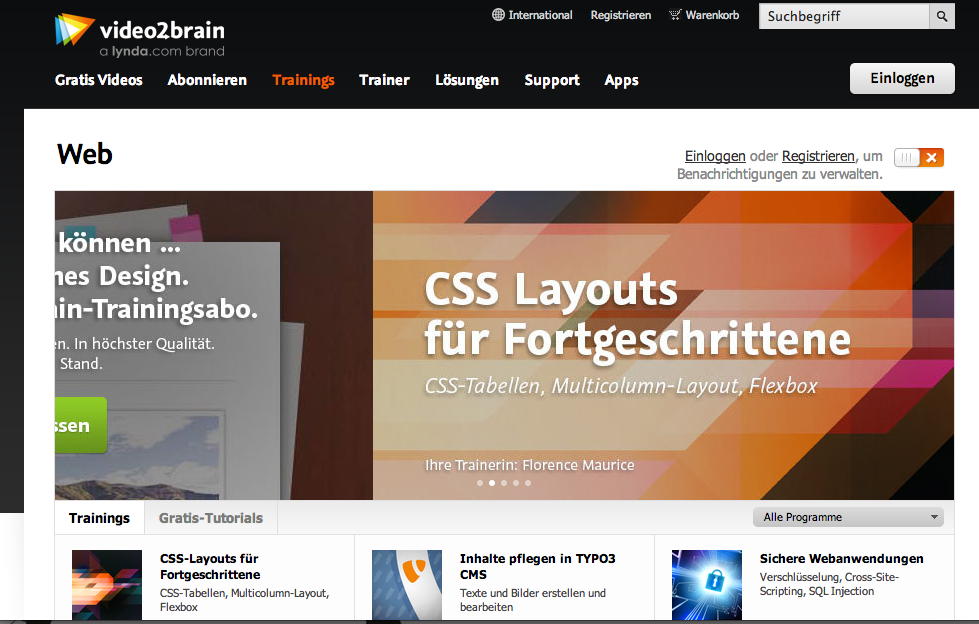 International Registrieren Warenkorb Suchbegriff
video2brain
a lynda.com brand
Gratis Videos Abonnieren Trainings Trainer Lösungen Support Apps Einloggen
Web
Einloggen oder Registrieren, um
Benachrichtigungen zu verwalten.
können ...
Design.
-Trainingsabo.
In höchster Qualität.
Stand.
CSS Layouts
für Fortgeschrittene
CSS-Tabellen, Multicolumn-Layout, Flexbox
Ihre Trainerin: Florence Maurice
Trainings Gratis-Tutorials Alle Programme
CSS-Layouts für
Fortgeschrittene
CSS-Tabellen, Multicolumn-Layout,
Flexbox
Inhalte pflegen in TYPO3
CMS
Texte und Bilder erstellen und
bearbeiten
Sichere Webanwendungen
Verschlüsselung, Cross-Site-
Scripting, SQL Injection